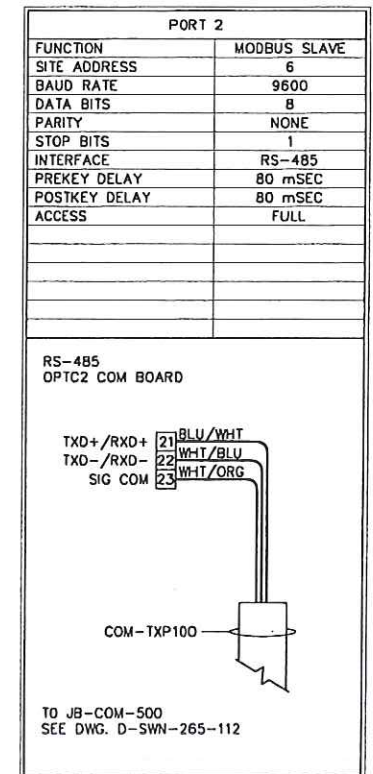 PORT 2
FUNCTION MODBUS SLAVE
SITE ADDRESS 6
BAUD RATE 9600
DATA BITS 8
PARITY NONE
STOP BITS 1
INTERFACE RS-485
PREKEY DELAY 80 mSEC
POSTKEY DELAY 80 mSEC
ACCESS FULL
RS-485
OPTC2 COM BOARD
TXD+/RXD+ 21 BLU/WHT
TXD-/RXD- 22 WHT/BLU
SIG COM 23 WHT/ORG
COM-TXP100
TO JB-COM-500
SEE DWG. D-SWN-265-112